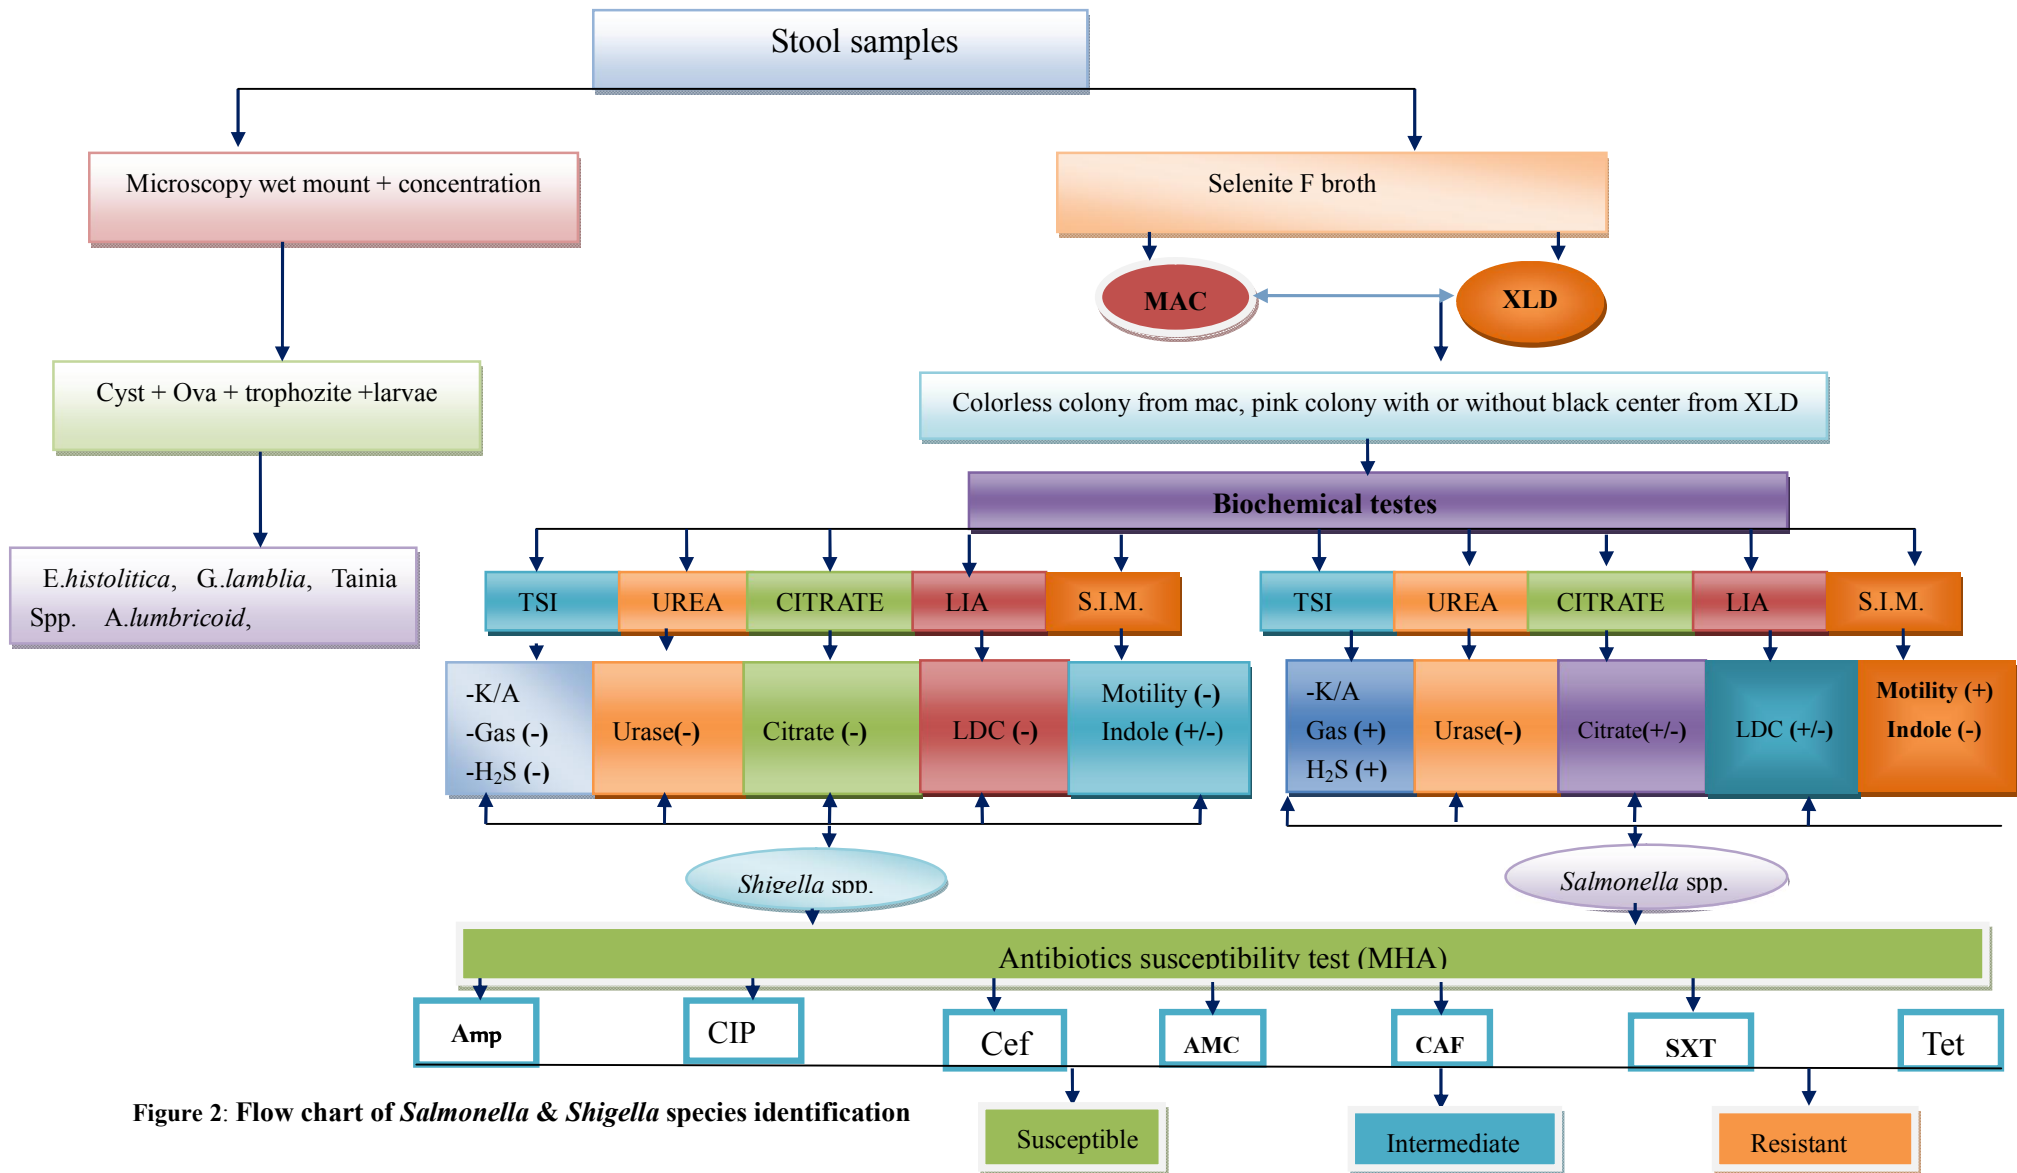 Stool samples
Microscopy wet mount + concentration
Selenite F broth
MAC
XLD
Cyst + Ova + trophozite +larvae
Colorless colony from mac, pink colony with or without black center from XLD
Biochemical testes
E.histolitica, G..lamblia, Tainia
Spp. A.lumbricoid,
TSI
UREA
CITRATE
LIA
S.I.M.
TSI
UREA
CITRATE
LIA
S.I.M.
-K/A
-Gas (-)
-H₂S (-)
Urase(-)
Citrate (-)
LDC (-)
Motility (-)
Indole (+/-)
-K/A
Gas (+)
H₂S (+)
Urase(-)
Citrate(+/-)
LDC (+/-)
Motility (+)
Indole (-)
Shigella spp.
Salmonella spp.
Antibiotics susceptibility test (MHA)
Amp
CIP
Cef
AMC
CAF
SXT
Tet
Figure 2: Flow chart of Salmonella & Shigella species identification
Susceptible
Intermediate
Resistant